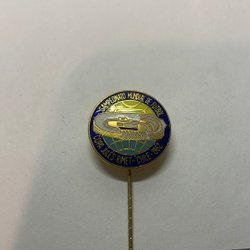 CAMPEONATO MUNDIAL DE FUTBOL
COPA JULES RIMET - CHILE 1962